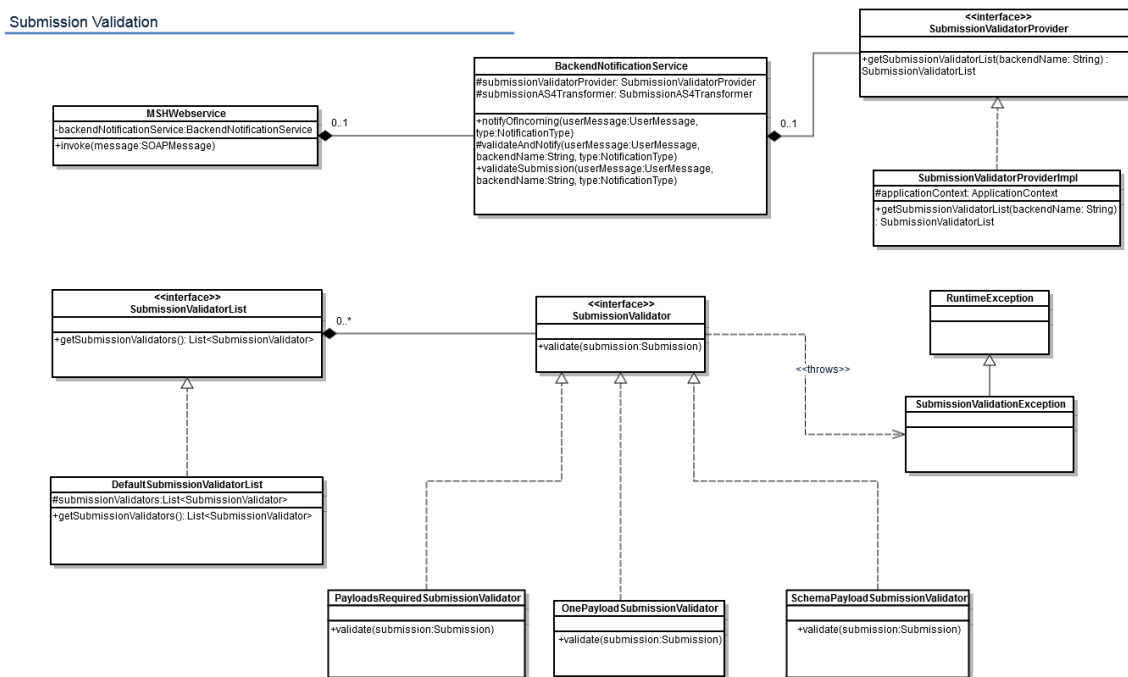 Submission Validation
<<interface>>
SubmissionValidatorProvider
+getSubmissionValidatorList(backendName: String) :
SubmissionValidatorList
BackendNotificationService
#submissionValidatorProvider: SubmissionValidatorProvider
#submissionAS4Transformer: SubmissionAS4Transformer
+notifyOfIncoming(userMessage:UserMessage,
type:NotificationType)
#validateAndNotify(userMessage:UserMessage,
backendName:String, type:NotificationType)
+validateSubmission(userMessage:UserMessage,
backendName:String, type:NotificationType)
0..1
MSHWebservice
-backendNotificationService:BackendNotificationService
+invoke(message:SOAPMessage)
0..1
SubmissionValidatorProviderImpl
#applicationContext: ApplicationContext
+getSubmissionValidatorList(backendName: String)
: SubmissionValidatorList
<<interface>>
SubmissionValidatorList
+getSubmissionValidators(): List<SubmissionValidator>
0..*
<<interface>>
SubmissionValidator
+validate(submission:Submission)
<<throws>>
RuntimeException
SubmissionValidationException
DefaultSubmissionValidatorList
#submissionValidators:List<SubmissionValidator>
+getSubmissionValidators(): List<SubmissionValidator>
PayloadsRequiredSubmissionValidator
+validate(submission:Submission)
OnePayloadSubmissionValidator
+validate(submission:Submission)
SchemaPayloadSubmissionValidator
+validate(submission:Submission)